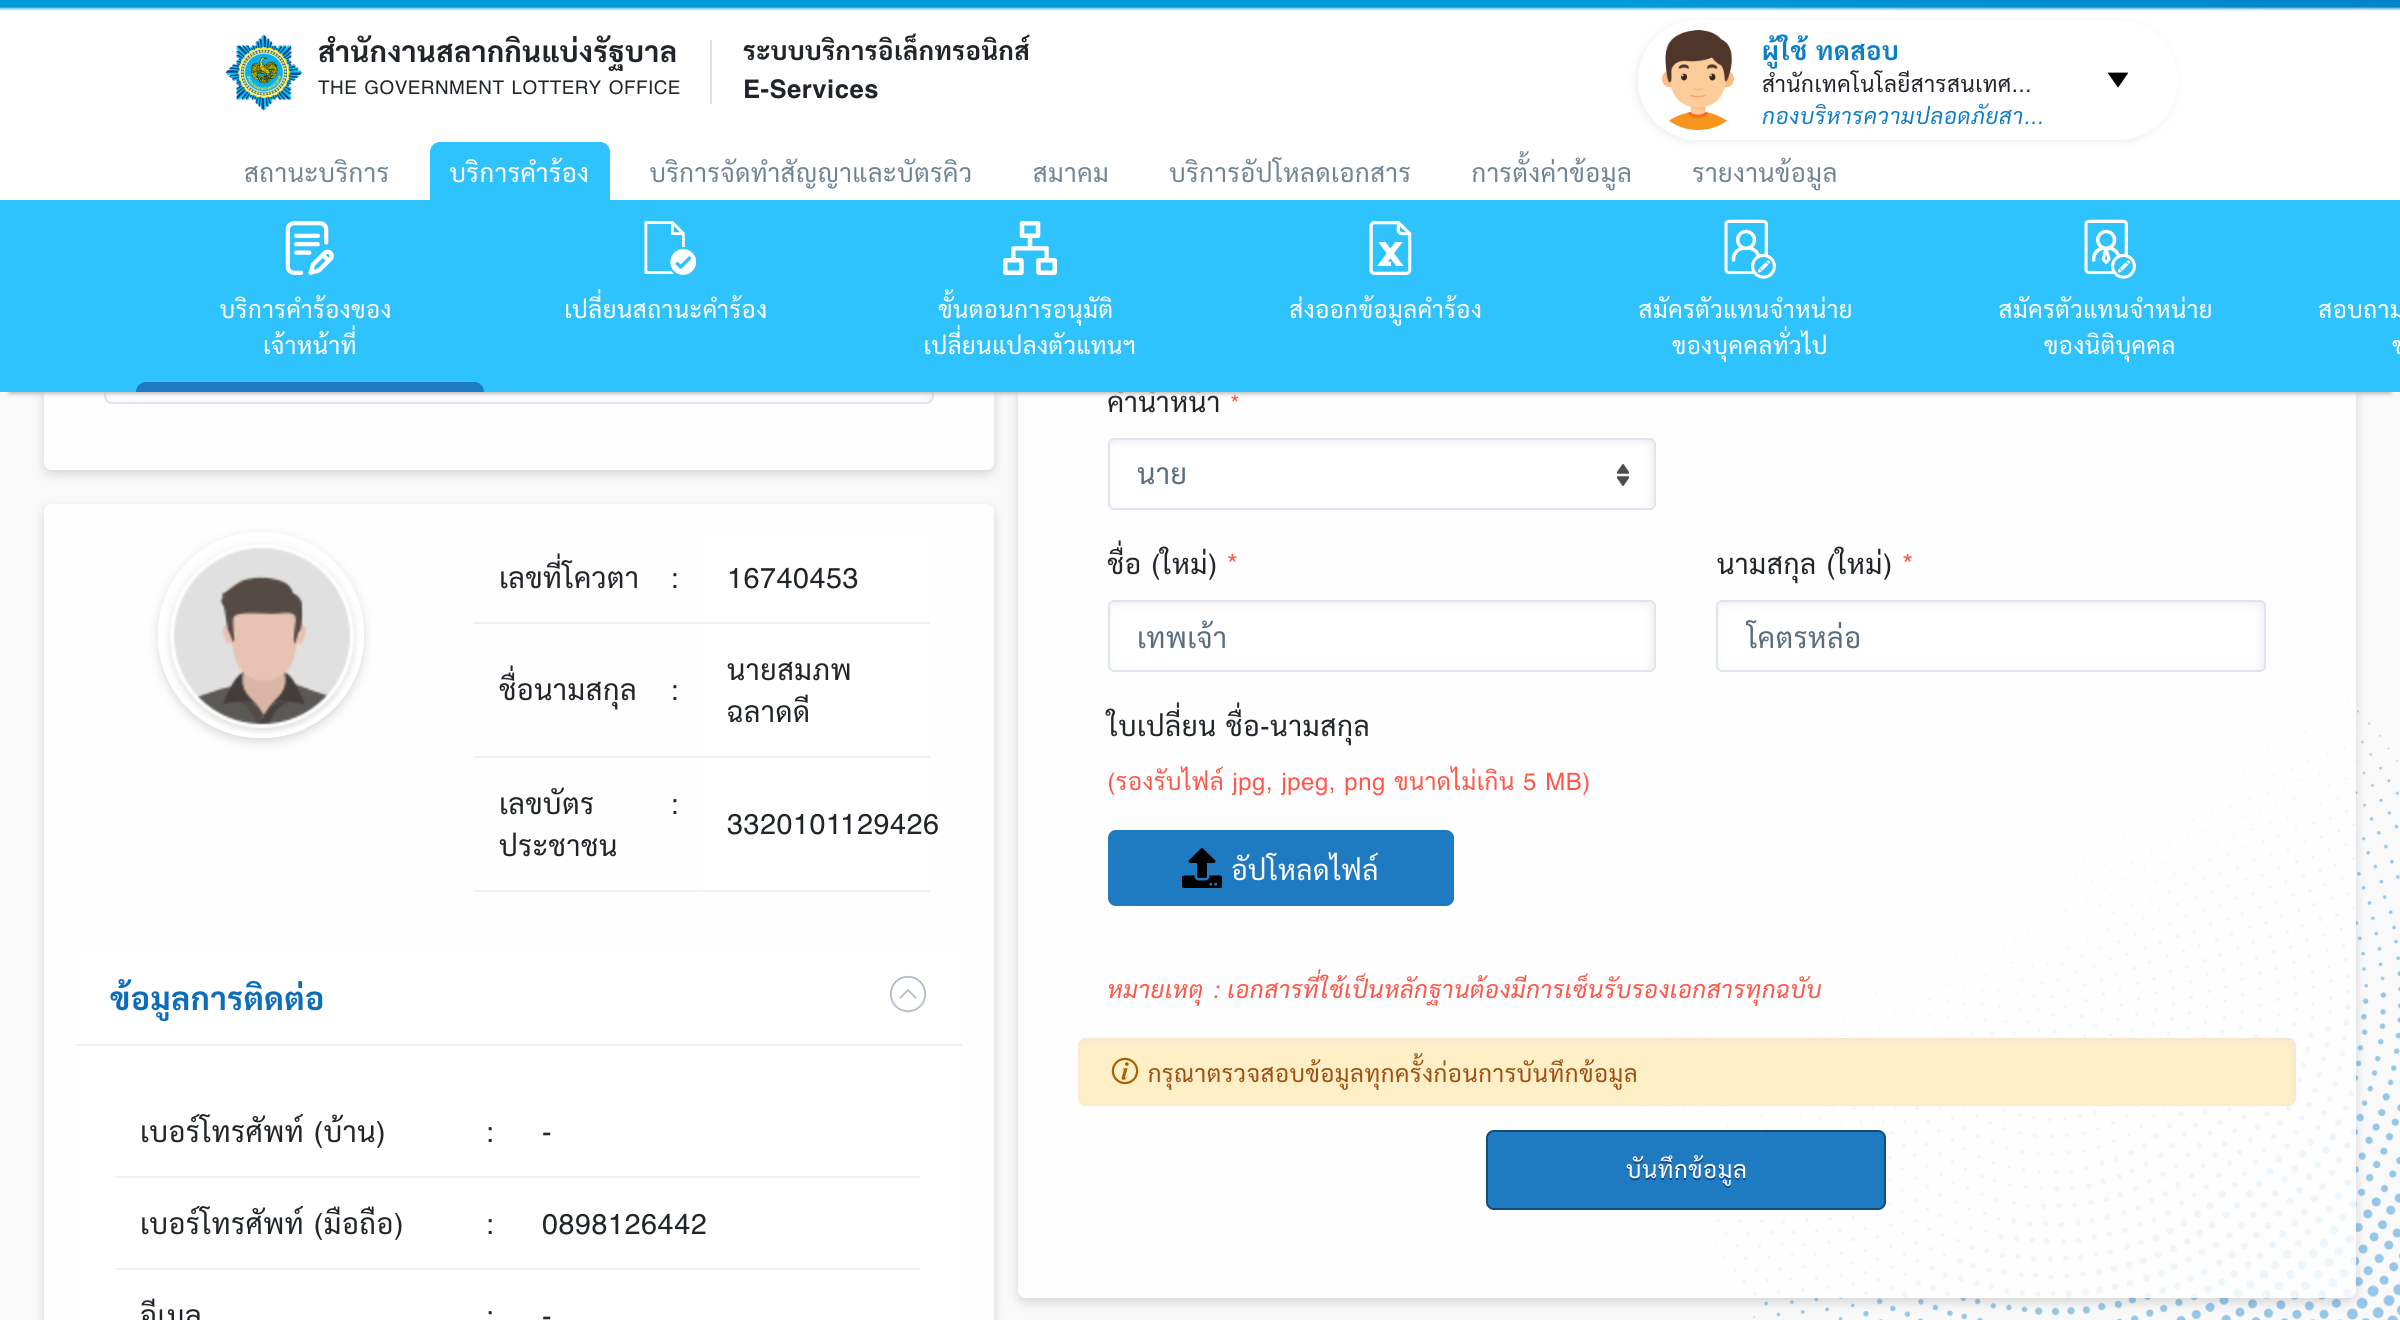 สำนักงานสลากกินแบ่งรัฐบาล
THE GOVERNMENT LOTTERY OFFICE
ระบบบริการอิเล็กทรอนิกส์
E-Services
ผู้ใช้ ทดสอบ
สำนักเทคโนโลยีสารสนเทศ...
กองบริหารความปลอดภัยสา...
สถานะบริการ
บริการคำร้อง
บริการจัดทำสัญญาและบัตรคิว
สมาคม
บริการอัปโหลดเอกสาร
การตั้งค่าข้อมูล
รายงานข้อมูล
บริการคำร้องของ
เจ้าหน้าที่
เปลี่ยนสถานะคำร้อง
ขั้นตอนการอนุมัติ
เปลี่ยนแปลงตัวแทนฯ
ส่งออกข้อมูลคำร้อง
สมัครตัวแทนจำหน่าย
ของบุคคลทั่วไป
สมัครตัวแทนจำหน่าย
ของนิติบุคคล
สอบถาม
เลขที่โควตา : 16740453
ชื่อนามสกุล : นายสมภพ
ฉลาดดี
เลขบัตร
ประชาชน : 3320101129426
ข้อมูลการติดต่อ
เบอร์โทรศัพท์ (บ้าน) : -
เบอร์โทรศัพท์ (มือถือ) : 0898126442
อีเมล : -
คำนำหน้า *
นาย
ชื่อ (ใหม่) *
เทพเจ้า
นามสกุล (ใหม่) *
โคตรหล่อ
ใบเปลี่ยน ชื่อ-นามสกุล
(รองรับไฟล์ jpg, jpeg, png ขนาดไม่เกิน 5 MB)
อัปโหลดไฟล์
หมายเหตุ : เอกสารที่ใช้เป็นหลักฐานต้องมีการเซ็นรับรองเอกสารทุกฉบับ
กรุณาตรวจสอบข้อมูลทุกครั้งก่อนการบันทึกข้อมูล
บันทึกข้อมูล